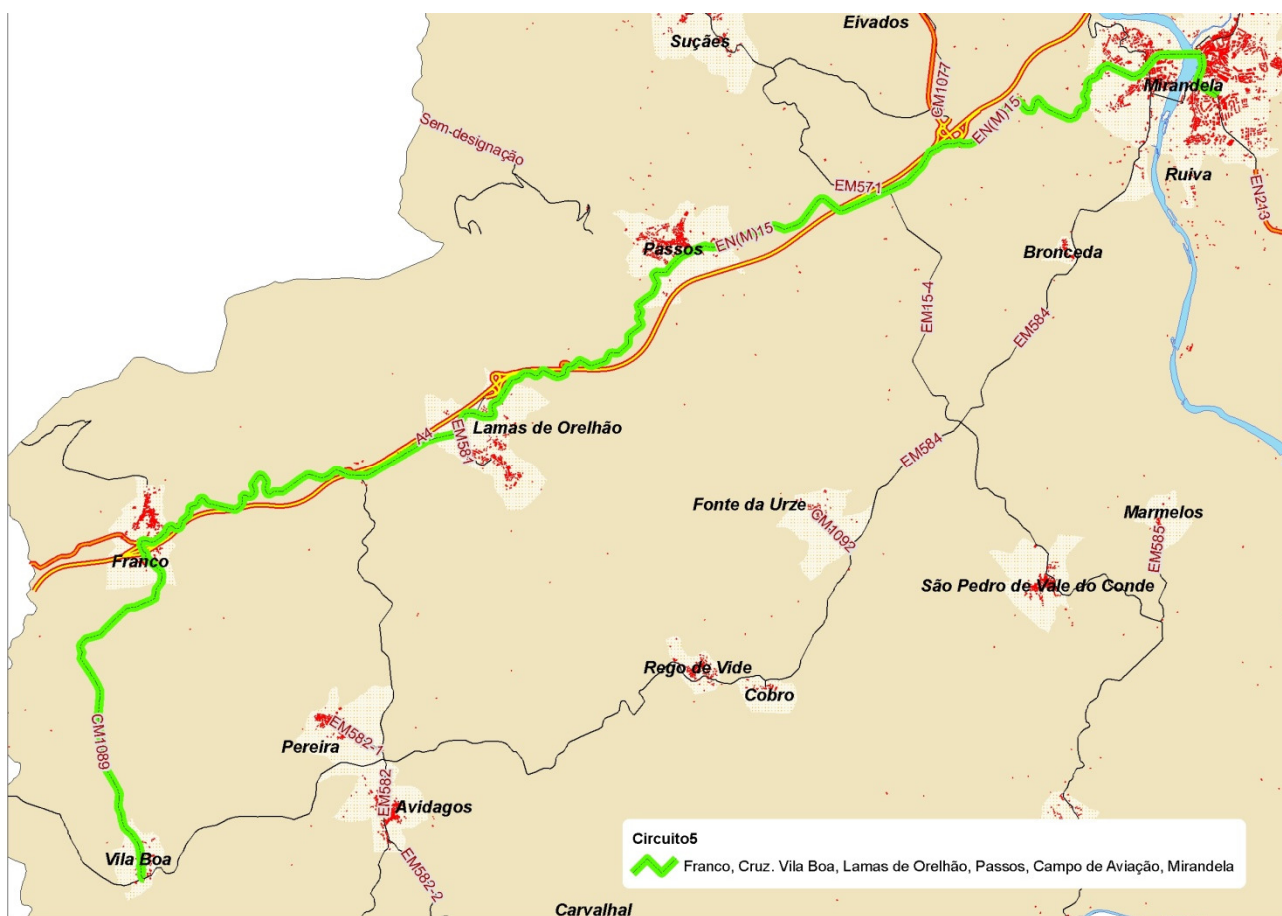 Eivados
Suçães
CM1077
Mirandela
EN(M)15
Sem-designação
EM571
Ruiva
EN213
Passos
EN(M)15
Bronceda
EM15-4
EM584
Lamas de Orelhão
A4
EM581
EM584
Fonte da Urze
CM1092
Marmelos
EM585
Franco
São Pedro de Vale do Conde
Rego de Vide
Cobro
CM1089
EM582-1
Pereira
EM582
Avidagos
Vila Boa
EM582-2
Circuito5
Franco, Cruz. Vila Boa, Lamas de Orelhão, Passos, Campo de Aviação, Mirandela
Carvalhal